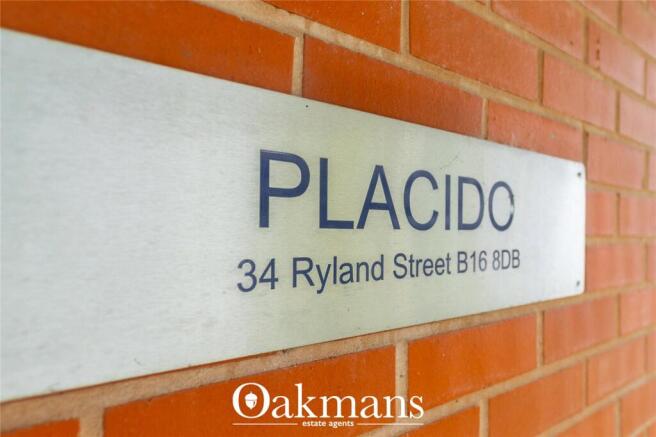 PLACIDO
34 Ryland Street B16 8DB
Oakmans
estate agents